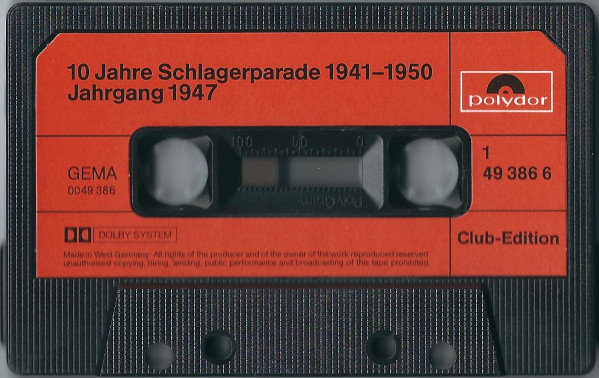 10 Jahre Schlagerparade 1941–1950
Jahrgang 1947
polydor
100 50 0
GEMA
0049 386
1
49 386 6
PolyGram
DOLBY SYSTEM
Club-Edition
Made in West Germany · All rights of the producer and of the owner of the work reproduced reserved,
unauthorised copying, hiring, lending, public performance and broadcasting of this tape prohibited.